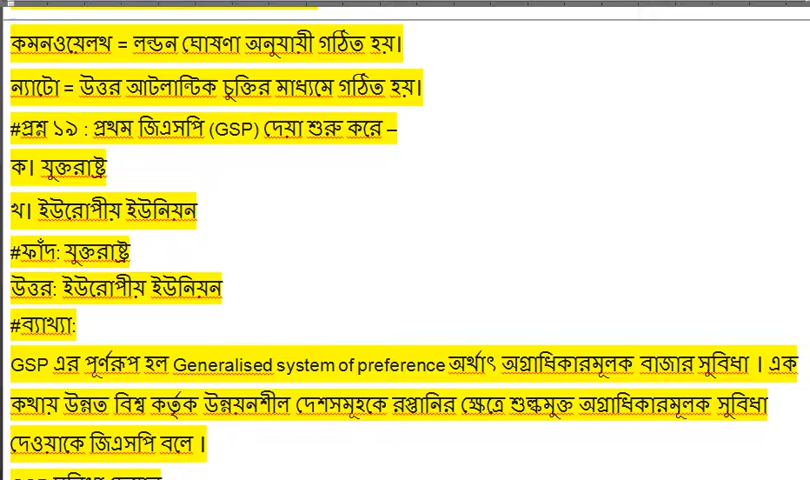 কমনওয়েলথ = লন্ডন ঘোষণা অনুযায়ী গঠিত হয়।
ন্যাটো = উত্তর আটলান্টিক চুক্তির মাধ্যমে গঠিত হয়।
#প্রশ্ন ১৯ : প্রথম জিএসপি (GSP) দেয়া শুরু করে –
ক। যুক্তরাষ্ট্র
খ। ইউরোপীয় ইউনিয়ন
#ফাঁদ: যুক্তরাষ্ট্র
উত্তর: ইউরোপীয় ইউনিয়ন
#ব্যাখ্যা:
GSP এর পূর্ণরূপ হল Generalised system of preference অর্থাৎ অগ্রাধিকারমূলক বাজার সুবিধা । এক
কথায় উন্নত বিশ্ব কর্তৃক উন্নয়নশীল দেশসমূহকে রপ্তানির ক্ষেত্রে শুল্কমুক্ত অগ্রাধিকারমূলক সুবিধা
দেওয়াকে জিএসপি বলে ।